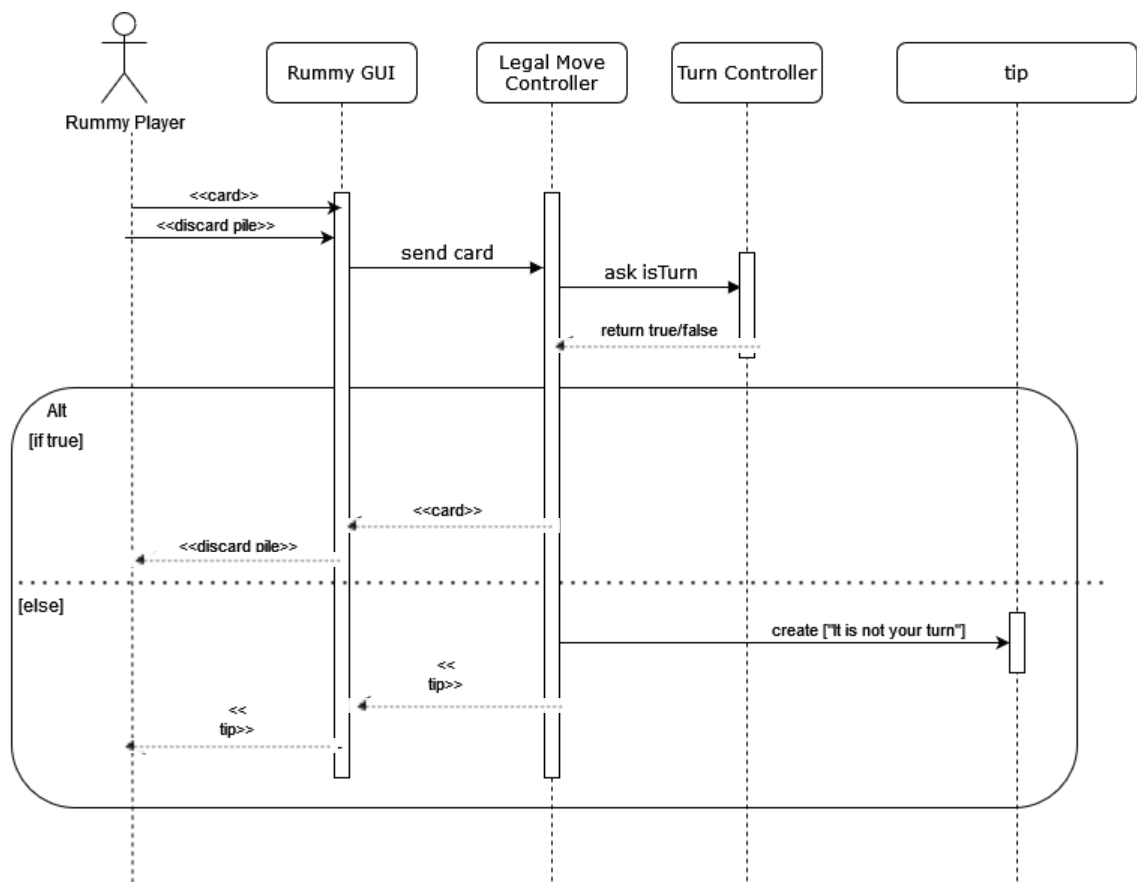 Rummy Player
Rummy GUI
Legal Move
Controller
Turn Controller
tip
<<card>>
<<discard pile>>
send card
ask isTurn
return true/false
Alt
[if true]
<<card>>
<<discard pile>>
[else]
create ["It is not your turn"]
<<
tip>>
<<
tip>>